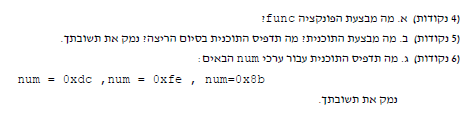 (4 נקודות) א. מה מבצעת הפונקציה func?
(5 נקודות) ב. מה מבצעת התוכנית? מה תדפיס התוכנית בסיום הריצה? נמק את תשובתך.
(6 נקודות) ג. מה תדפיס התוכנית עבור ערכי num הבאים:
num = 0xdc ,num = 0xfe , num=0x8b
נמק את תשובתך.